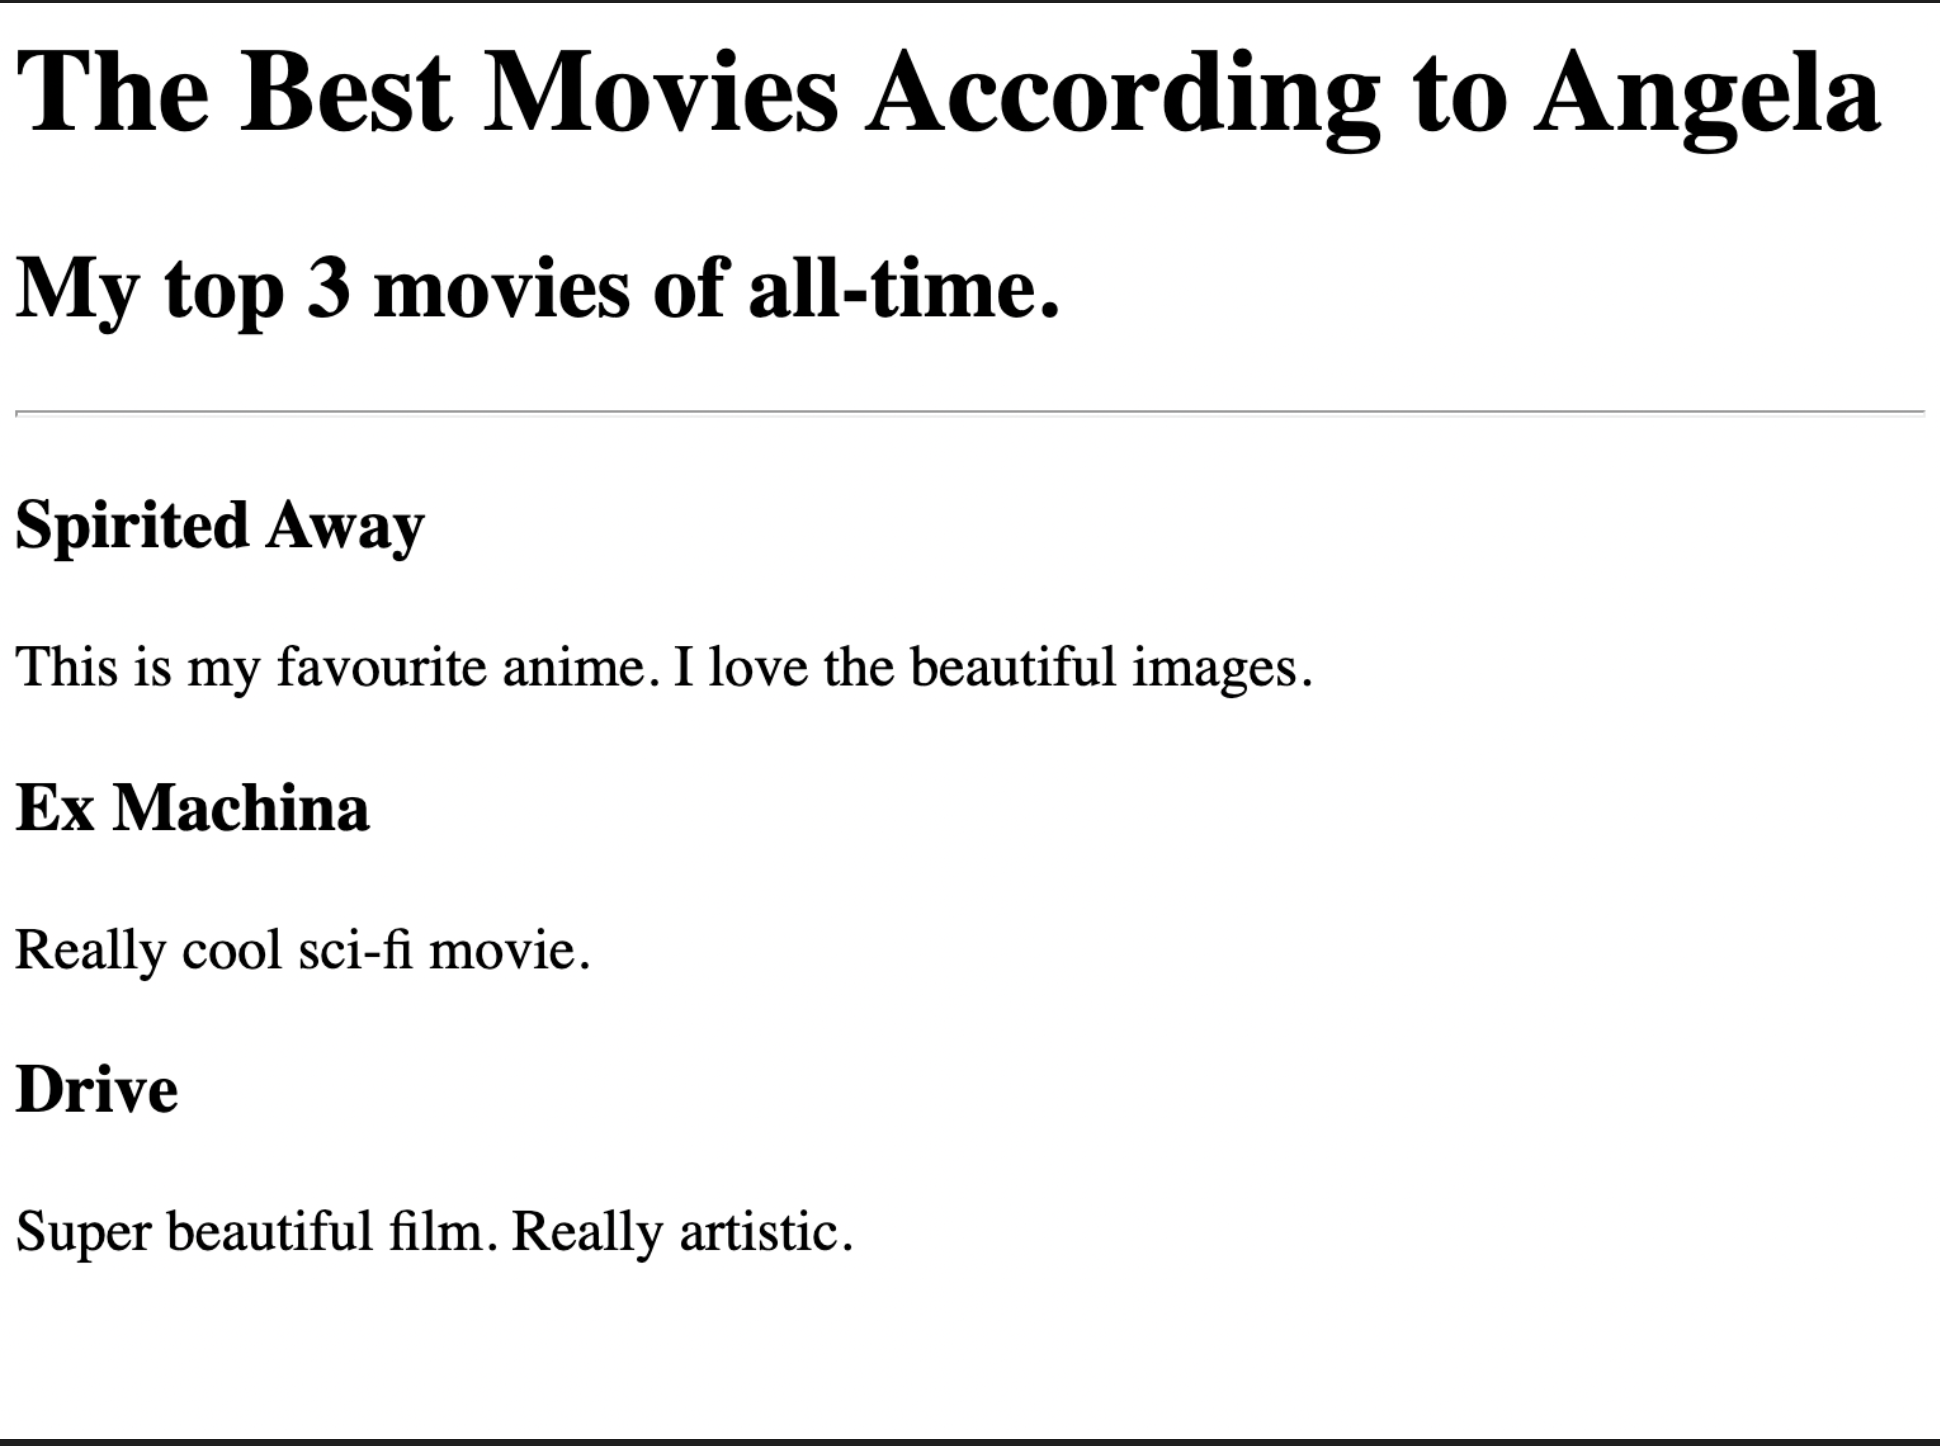 The Best Movies According to Angela
My top 3 movies of all-time.
Spirited Away
This is my favourite anime. I love the beautiful images.
Ex Machina
Really cool sci-fi movie.
Drive
Super beautiful film. Really artistic.